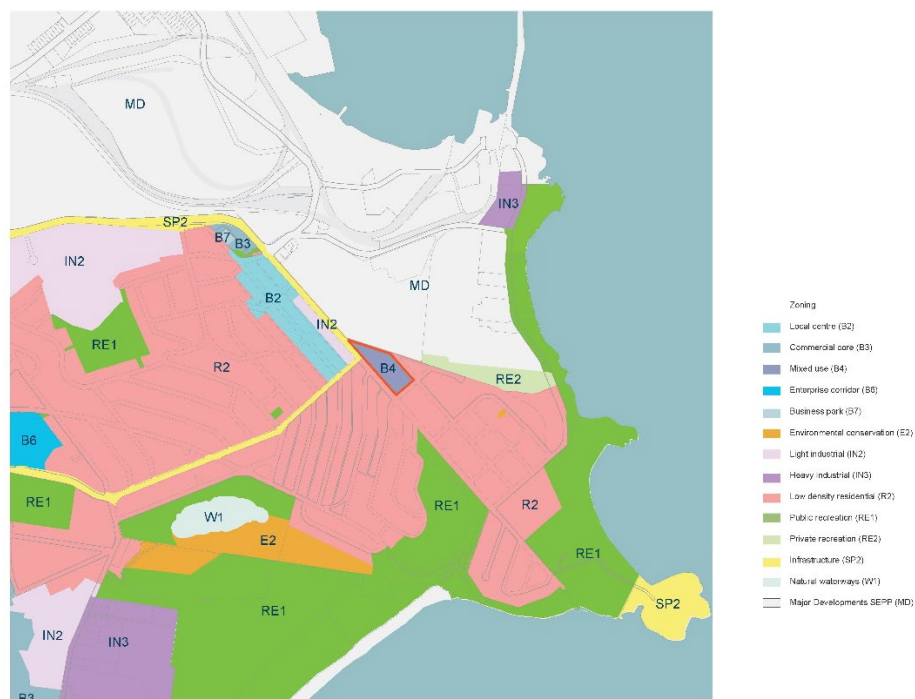 MD
IN3
SP2
B7
B3
IN2
MD
B2
IN2
RE1
R2
B4
RE2
B6
RE1
RE1
R2
W1
E2
RE1
SP2
RE1
IN2
IN3
B3
Zoning
Local centre (B2)
Commercial core (B3)
Mixed use (B4)
Enterprise corridor (B6)
Business park (B7)
Environmental conservation (E2)
Light industrial (IN2)
Heavy industrial (IN3)
Low density residential (R2)
Public recreation (RE1)
Private recreation (RE2)
Infrastructure (SP2)
Natural waterways (W1)
Major Developments SEPP (MD)